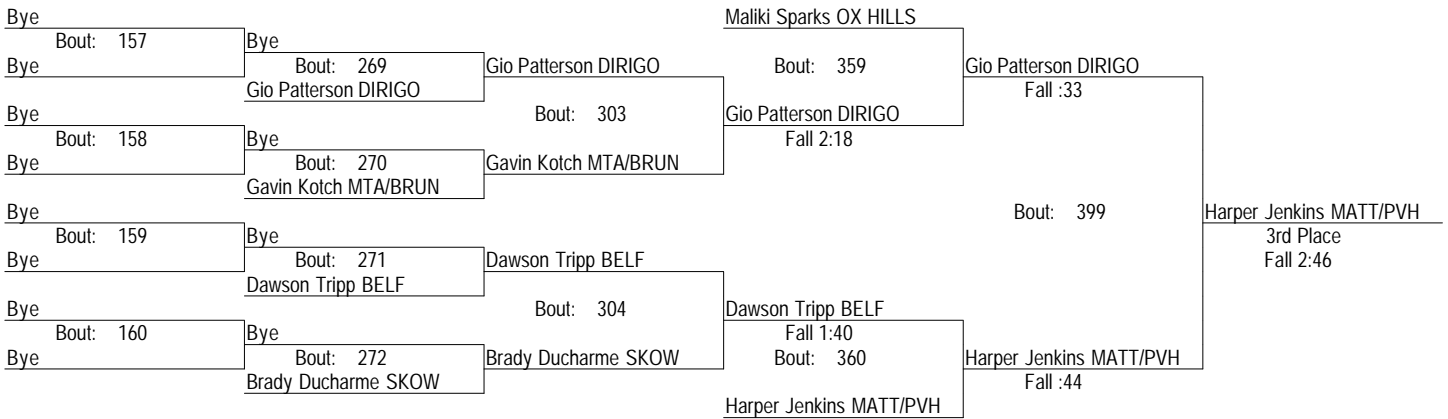 Bye
Maliki Sparks OX HILLS
Bout: 157
Bye
Bye
Bout: 269
Gio Patterson DIRIGO
Bout: 359
Gio Patterson DIRIGO
Gio Patterson DIRIGO
Fall :33
Bye
Bout: 303
Gio Patterson DIRIGO
Bout: 158
Bye
Fall 2:18
Bye
Bout: 270
Gavin Kotch MTA/BRUN
Gavin Kotch MTA/BRUN
Bye
Bout: 399
Harper Jenkins MATT/PVH
Bout: 159
Bye
3rd Place
Bye
Bout: 271
Dawson Tripp BELF
Fall 2:46
Dawson Tripp BELF
Bye
Bout: 304
Dawson Tripp BELF
Bout: 160
Bye
Fall 1:40
Bye
Bout: 272
Brady Ducharme SKOW
Bout: 360
Harper Jenkins MATT/PVH
Brady Ducharme SKOW
Fall :44
Harper Jenkins MATT/PVH